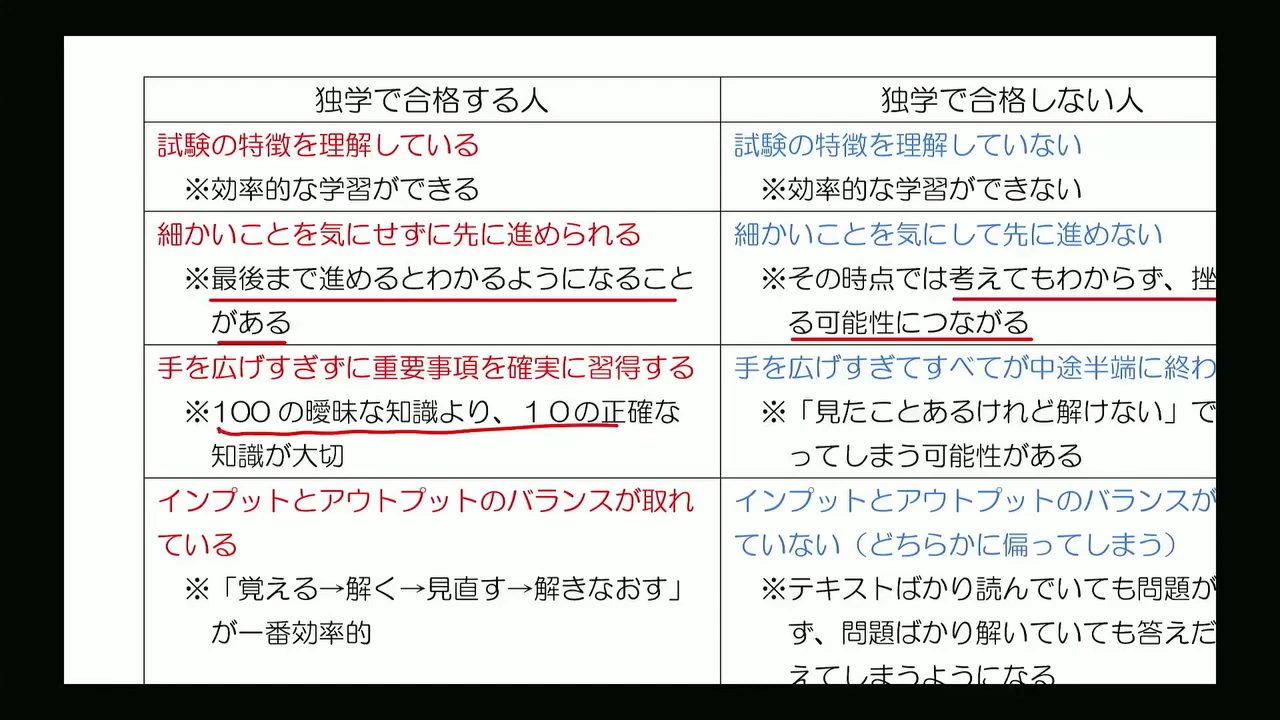 独学で合格する人
独学で合格しない人
試験の特徴を理解している
※効率的な学習ができる
試験の特徴を理解していない
※効率的な学習ができない
細かいことを気にせずに先に進められる
※最後まで進めるとわかるようになること
がある
細かいことを気にして先に進めない
※その時点では考えてもわからず、挫
る可能性につながる
手を広げすぎずに重要事項を確実に習得する
※100の曖昧な知識より、１０の正確な
知識が大切
手を広げすぎてすべてが中途半端に終わ
※「見たことあるけれど解けない」で
ってしまう可能性がある
インプットとアウトプットのバランスが取れ
ている
※「覚える→解く→見直す→解きなおす」
が一番効率的
インプットとアウトプットのバランスが
ていない（どちらかに偏ってしまう）
※テキストばかり読んでいても問題が
ず、問題ばかり解いていても答えだ
えてしまうようになる